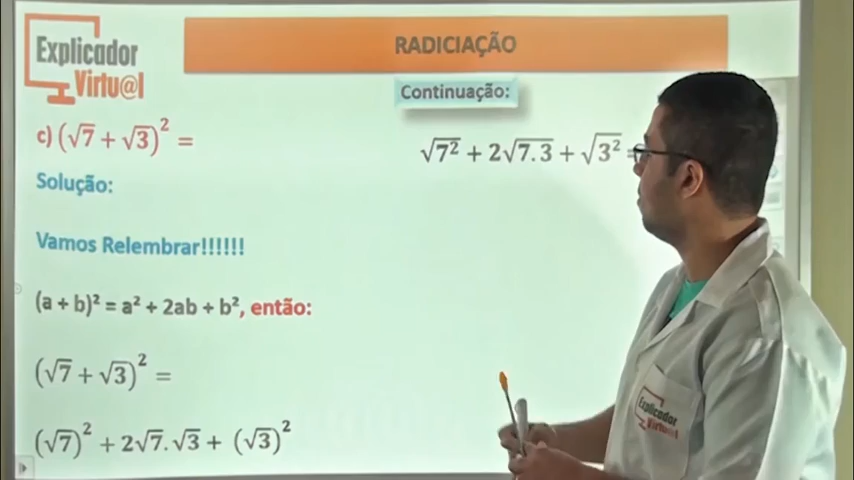 Explicador
Virtu@l
RADICIAÇÃO
Continuação:
c) (√7 + √3)² =
√7² + 2√7.3 + √3² =
Solução:
Vamos Relembrar!!!!!!
(a + b)² = a² + 2ab + b², então:
(√7 + √3)² =
(√7)² + 2√7.√3 + (√3)²
Explicador
Virtu@l